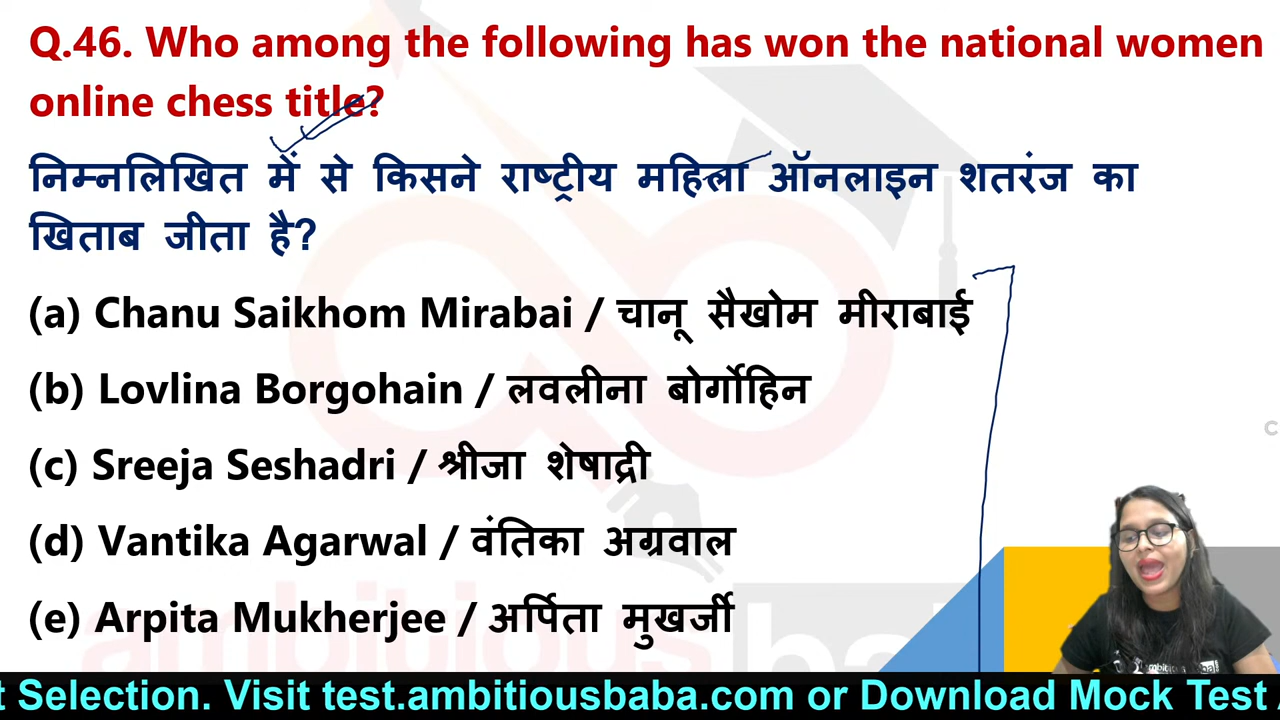 Q.46. Who among the following has won the national women
online chess title?
निम्नलिखित में से किसने राष्ट्रीय महिला ऑनलाइन शतरंज का
खिताब जीता है?
(a) Chanu Saikhom Mirabai / चानू सैखोम मीराबाई
(b) Lovlina Borgohain / लवलीना बोर्गोहिन
(c) Sreeja Seshadri / श्रीजा शेषाद्री
(d) Vantika Agarwal / वंतिका अग्रवाल
(e) Arpita Mukherjee / अर्पिता मुखर्जी
ambitious
t Selection. Visit test.ambitiousbaba.com or Download Mock Test